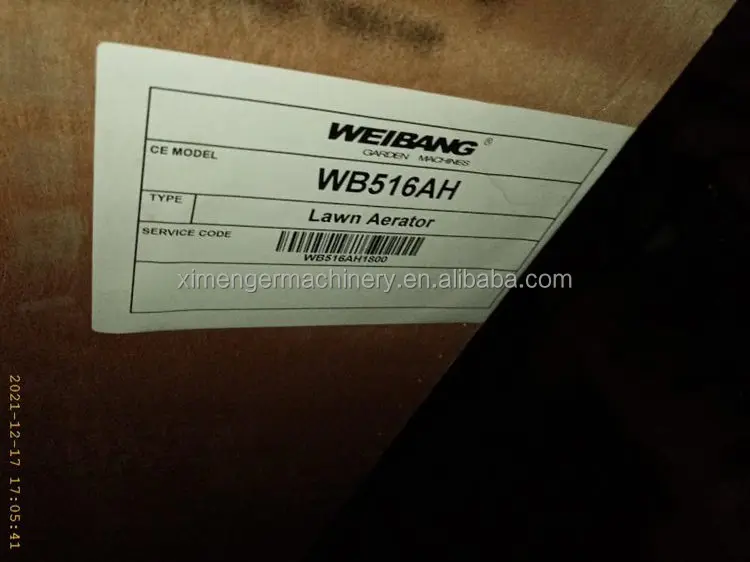 WEIBANG®
GARDEN MACHINES
CE MODEL
WB516AH
TYPE
Lawn Aerator
SERVICE CODE
WB516AH1800
ximengermachinery.en.alibaba.com
2021-12-17 17:05:41